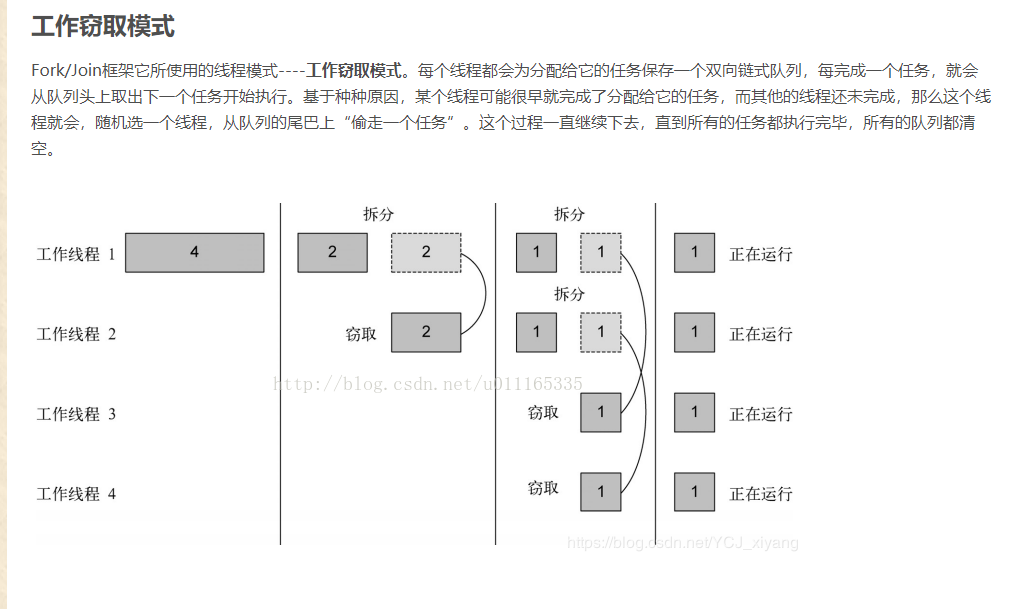 工作窃取模式
Fork/Join框架它所使用的线程模式----工作窃取模式。每个线程都会为分配给它的任务保存一个双向链式队列，每完成一个任务，就会
从队列头上取出下一个任务开始执行。基于种种原因，某个线程可能很早就完成了分配给它的任务，而其他的线程还未完成，那么这个线
程就会，随机选一个线程，从队列的尾巴上“偷走一个任务”。这个过程一直继续下去，直到所有的任务都执行完毕，所有的队列都清
空。
拆分 拆分
工作线程 1 4 2 2 1 1 1 正在运行
拆分
工作线程 2 窃取 2 1 1 1 正在运行
http://blog.csdn.net/u011165335
工作线程 3 窃取 1 1 正在运行
工作线程 4 窃取 1 1 正在运行
https://blog.csdn.net/YCJ_xiyang